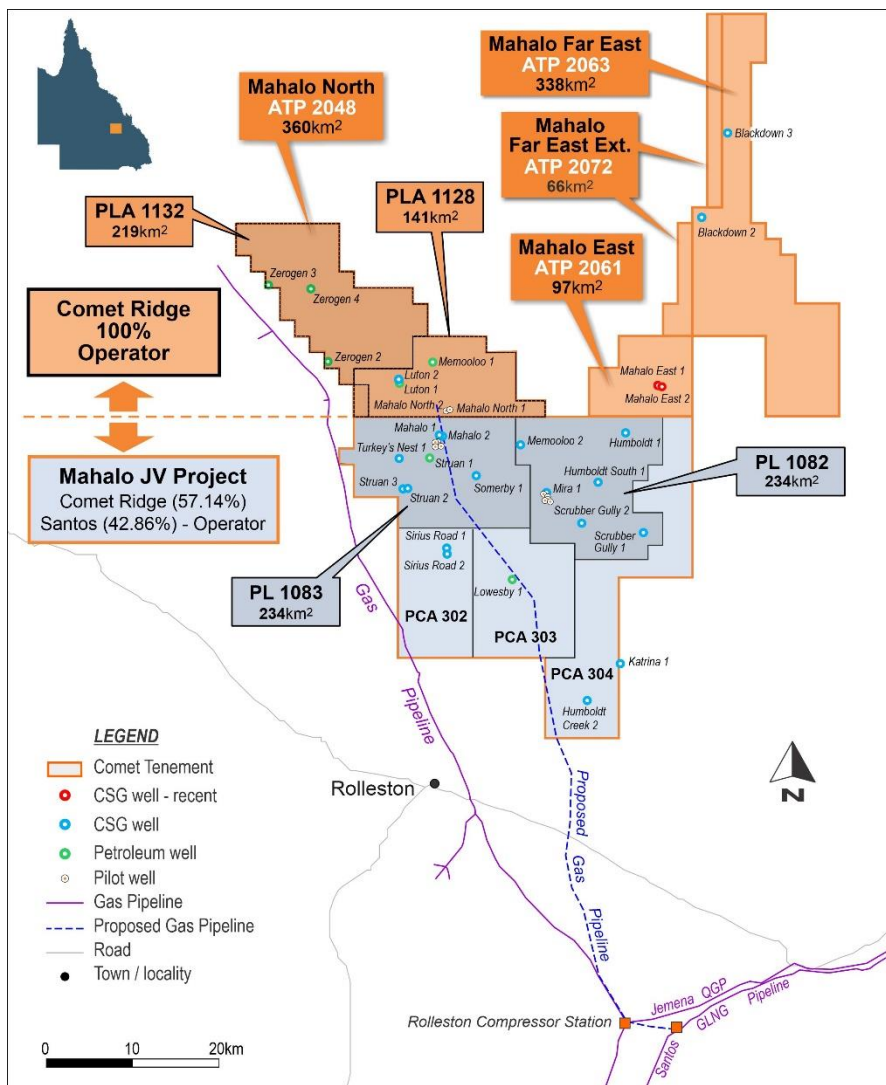 Mahalo Far East
ATP 2063
338km²
Mahalo North
ATP 2048
360km²
Mahalo
Far East Ext.
ATP 2072
66km²
Blackdown 3
PLA 1132
219km²
PLA 1128
141km²
Blackdown 2
Mahalo East
ATP 2061
97km²
Zerogen 3
Zerogen 4
Comet Ridge
100%
Operator
Zerogen 2
Memooloo 1
Luton 2
Luton 1
Mahalo East 1
Mahalo East 2
Mahalo North 2
Mahalo North 1
Mahalo 1
Mahalo 2
Memooloo 2
Humboldt 1
Turkey's Nest 1
Struan 1
Humboldt South 1
Mahalo JV Project
Comet Ridge (57.14%)
Santos (42.86%) - Operator
Struan 3
Struan 2
Somerby 1
Mira 1
PL 1082
234km²
Scrubber Gully 2
Scrubber
Gully 1
Sirius Road 1
Sirius Road 2
PL 1083
234km²
Lowesby 1
Gas
PCA 302
PCA 303
PCA 304
Katrina 1
Pipeline
Humboldt
Creek 2
LEGEND
Comet Tenement
CSG well - recent
CSG well
Petroleum well
Pilot well
Gas Pipeline
Proposed Gas Pipeline
Road
Town / locality
Rolleston
N
Proposed
Gas
Pipeline
Jemena QGP
Rolleston Compressor Station
Santos GLNG Pipeline
0 10 20km